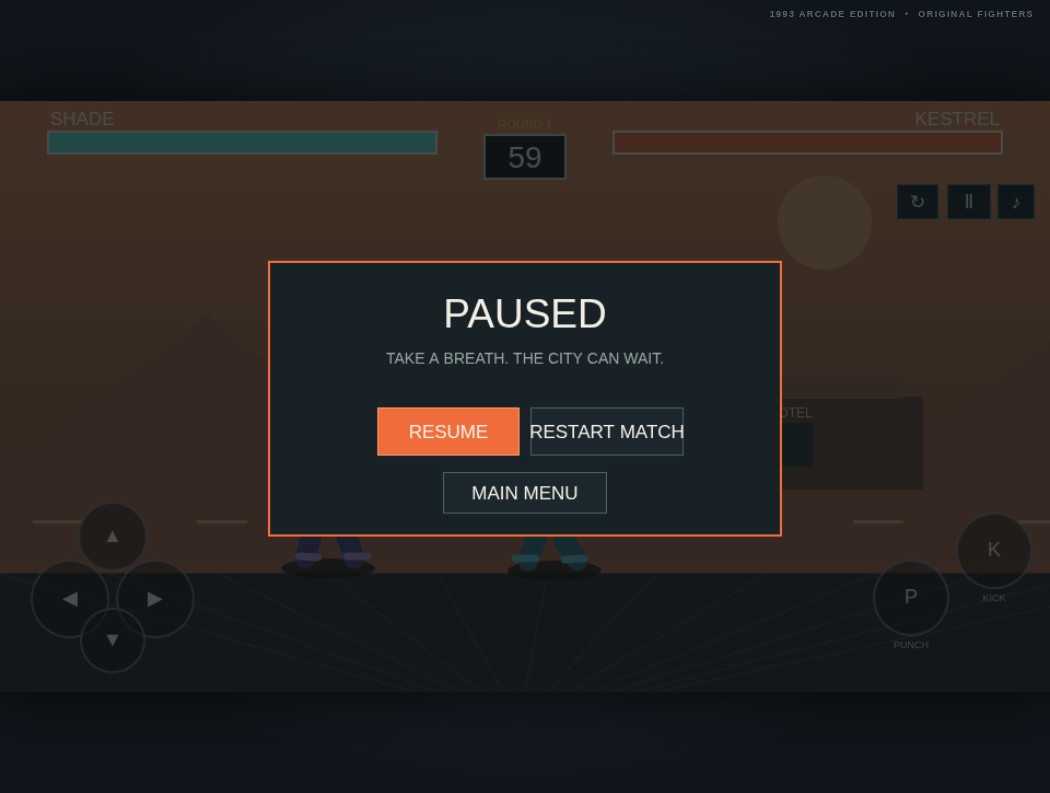 1993 ARCADE EDITION • ORIGINAL FIGHTERS
SHADE
ROUND 1
KESTREL
59
↻ II ♪
PAUSED
TAKE A BREATH. THE CITY CAN WAIT.
OTEL
RESUME RESTART MATCH
MAIN MENU
▲
◀ ▶
▼
K
KICK
P
PUNCH